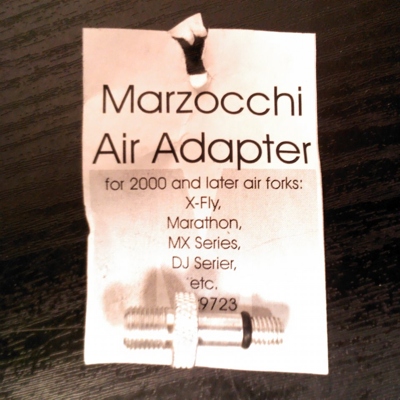 Marzocchi
Air Adapter
for 2000 and later air forks:
X-Fly,
Marathon,
MX Series,
DJ Serier,
etc.
9723